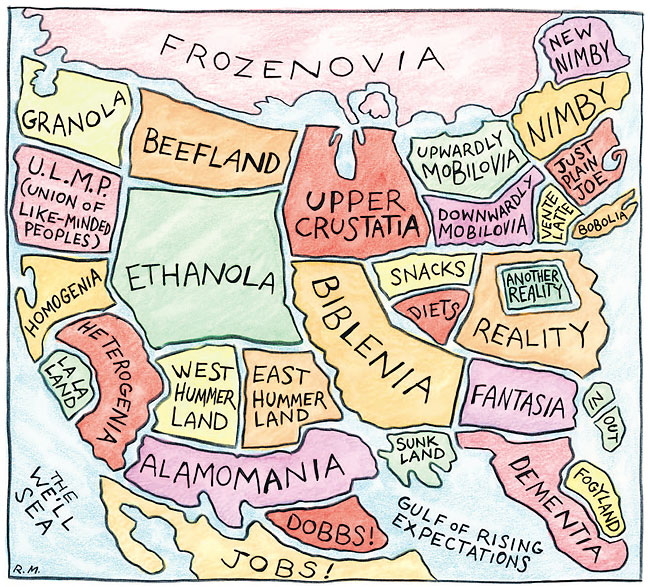 FROZENOVIA
NEW
NIMBY
GRANOLA
BEEFLAND
NIMBY
UPWARDLY
MOBILOVIA
JUST
PLAIN
JOE
U.L.M.P.
(UNION OF
LIKE-MINDED
PEOPLES)
UPPER
CRUSTATIA
DOWNWARDLY
MOBILOVIA
VENTE
LATTE
BOBOLIA
ETHANOLA
SNACKS
ANOTHER
REALITY
HOMOGENIA
BIBLENIA
DIETS
REALITY
HETEROGENIA
LA LA
LAND
WEST
HUMMER
LAND
EAST
HUMMER
LAND
FANTASIA
IN
OUT
ALAMOMANIA
SUNK
LAND
DEMENTIA
FOGYLAND
THE
WE'LL
SEA
DOBBS!
GULF OF RISING
EXPECTATIONS
JOBS!
R.M.